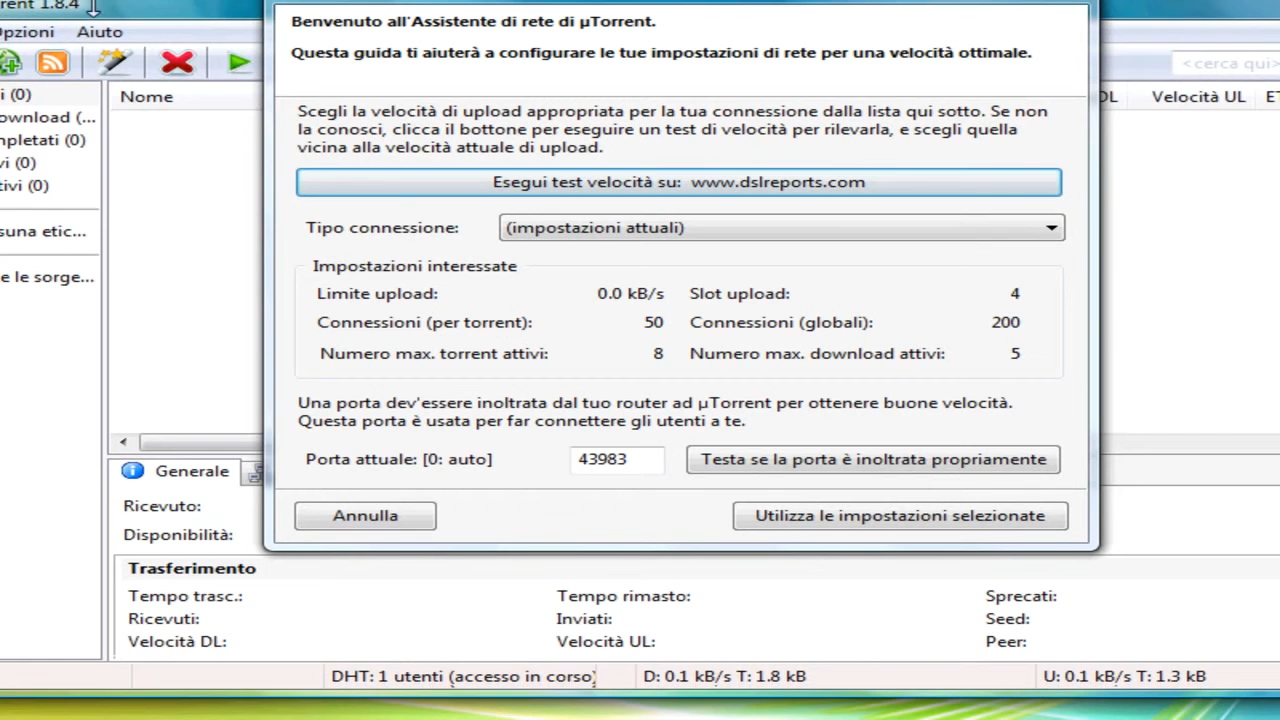 rent 1.8.4
Opzioni Aiuto
<cerca qui>
Benvenuto all'Assistente di rete di µTorrent.
Questa guida ti aiuterà a configurare le tue impostazioni di rete per una velocità ottimale.
i (0)
ownload (...
mpletati (0)
vi (0)
tivi (0)
suna etic...
e le sorge...
Nome
DL Velocità UL ET
Scegli la velocità di upload appropriata per la tua connessione dalla lista qui sotto. Se non
la conosci, clicca il bottone per eseguire un test di velocità per rilevarla, e scegli quella
vicina alla velocità attuale di upload.
Esegui test velocità su: www.dslreports.com
Tipo connessione: (impostazioni attuali)
Impostazioni interessate
Limite upload: 0.0 kB/s Slot upload: 4
Connessioni (per torrent): 50 Connessioni (globali): 200
Numero max. torrent attivi: 8 Numero max. download attivi: 5
Una porta dev'essere inoltrata dal tuo router ad µTorrent per ottenere buone velocità.
Questa porta è usata per far connettere gli utenti a te.
Porta attuale: [0: auto] 43983 Testa se la porta è inoltrata propriamente
Annulla Utilizza le impostazioni selezionate
Generale
Ricevuto:
Disponibilità:
Trasferimento
Tempo trasc.: Tempo rimasto: Sprecati:
Ricevuti: Inviati: Seed:
Velocità DL: Velocità UL: Peer:
DHT: 1 utenti (accesso in corso) D: 0.1 kB/s T: 1.8 kB U: 0.1 kB/s T: 1.3 kB